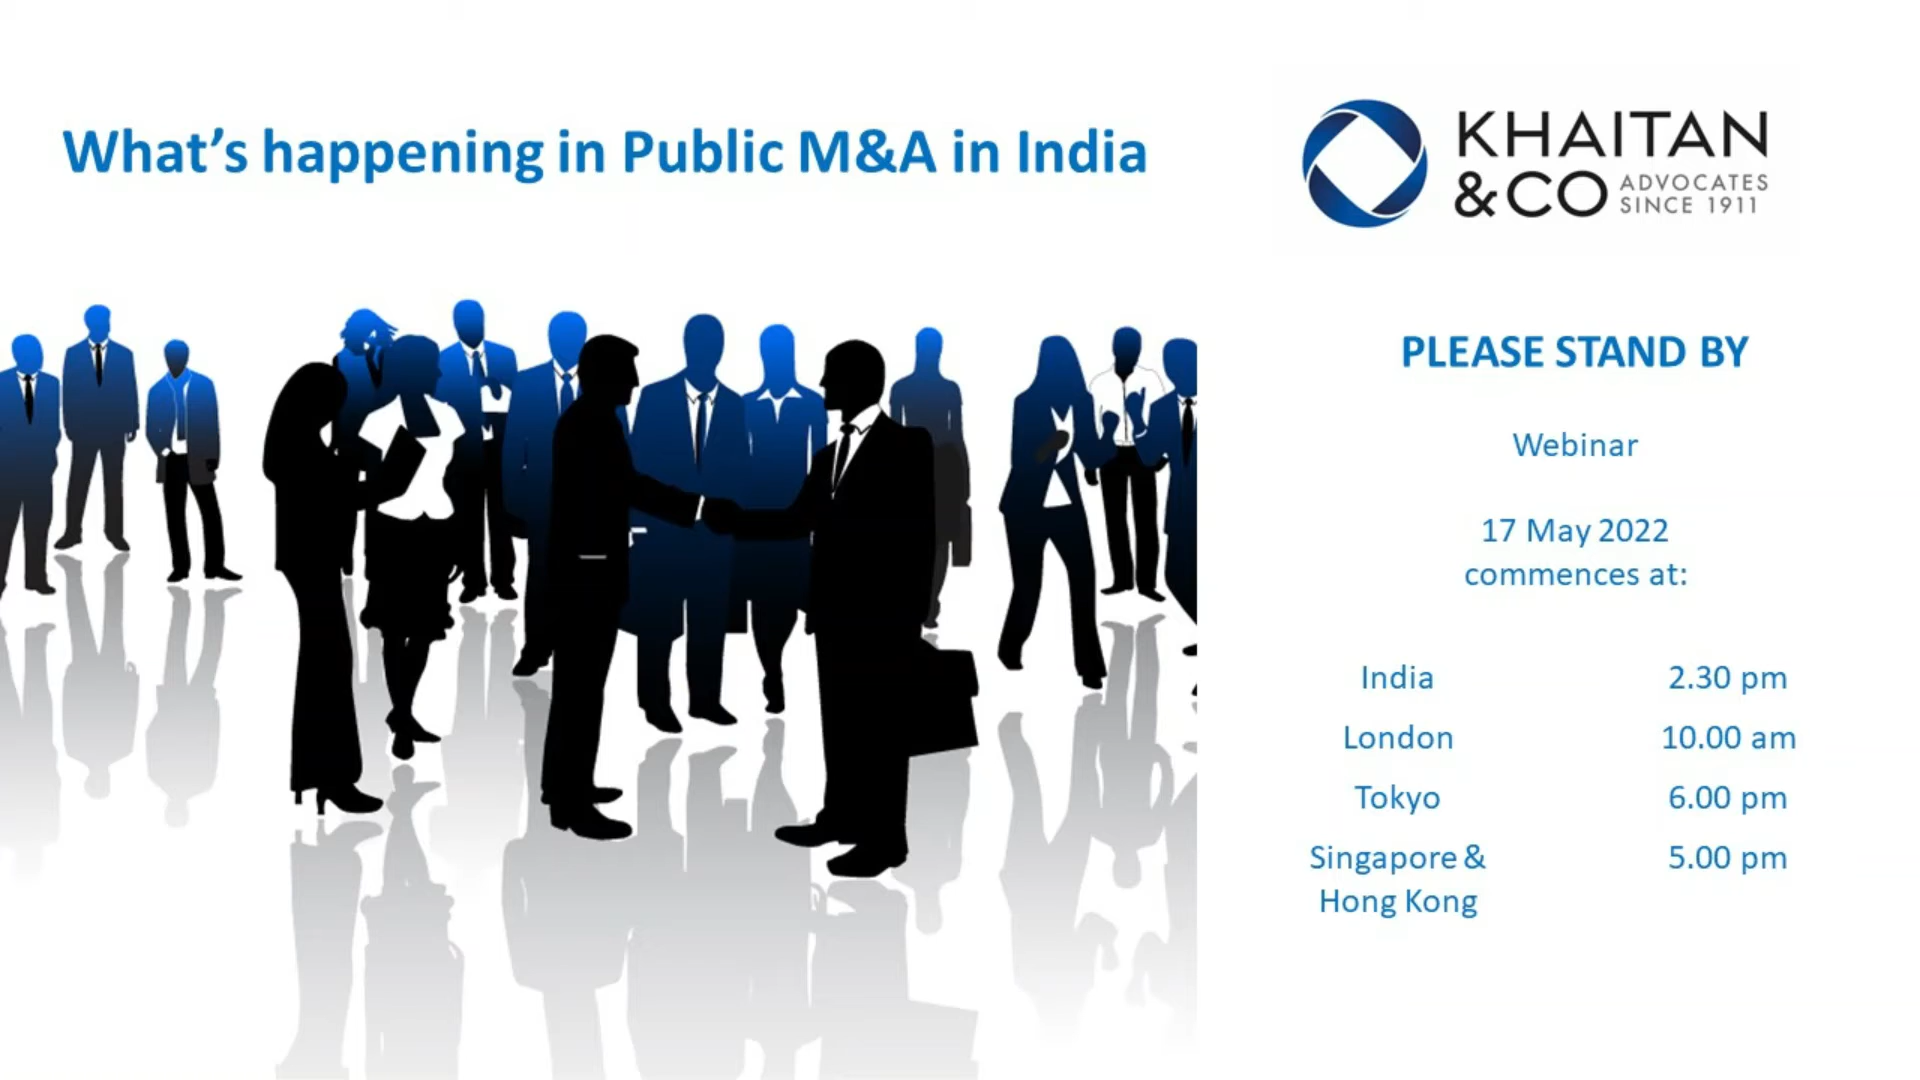 What's happening in Public M&A in India
KHAITAN
&CO ADVOCATES
SINCE 1911
PLEASE STAND BY
Webinar
17 May 2022
commences at:
India 2.30 pm
London 10.00 am
Tokyo 6.00 pm
Singapore & 5.00 pm
Hong Kong